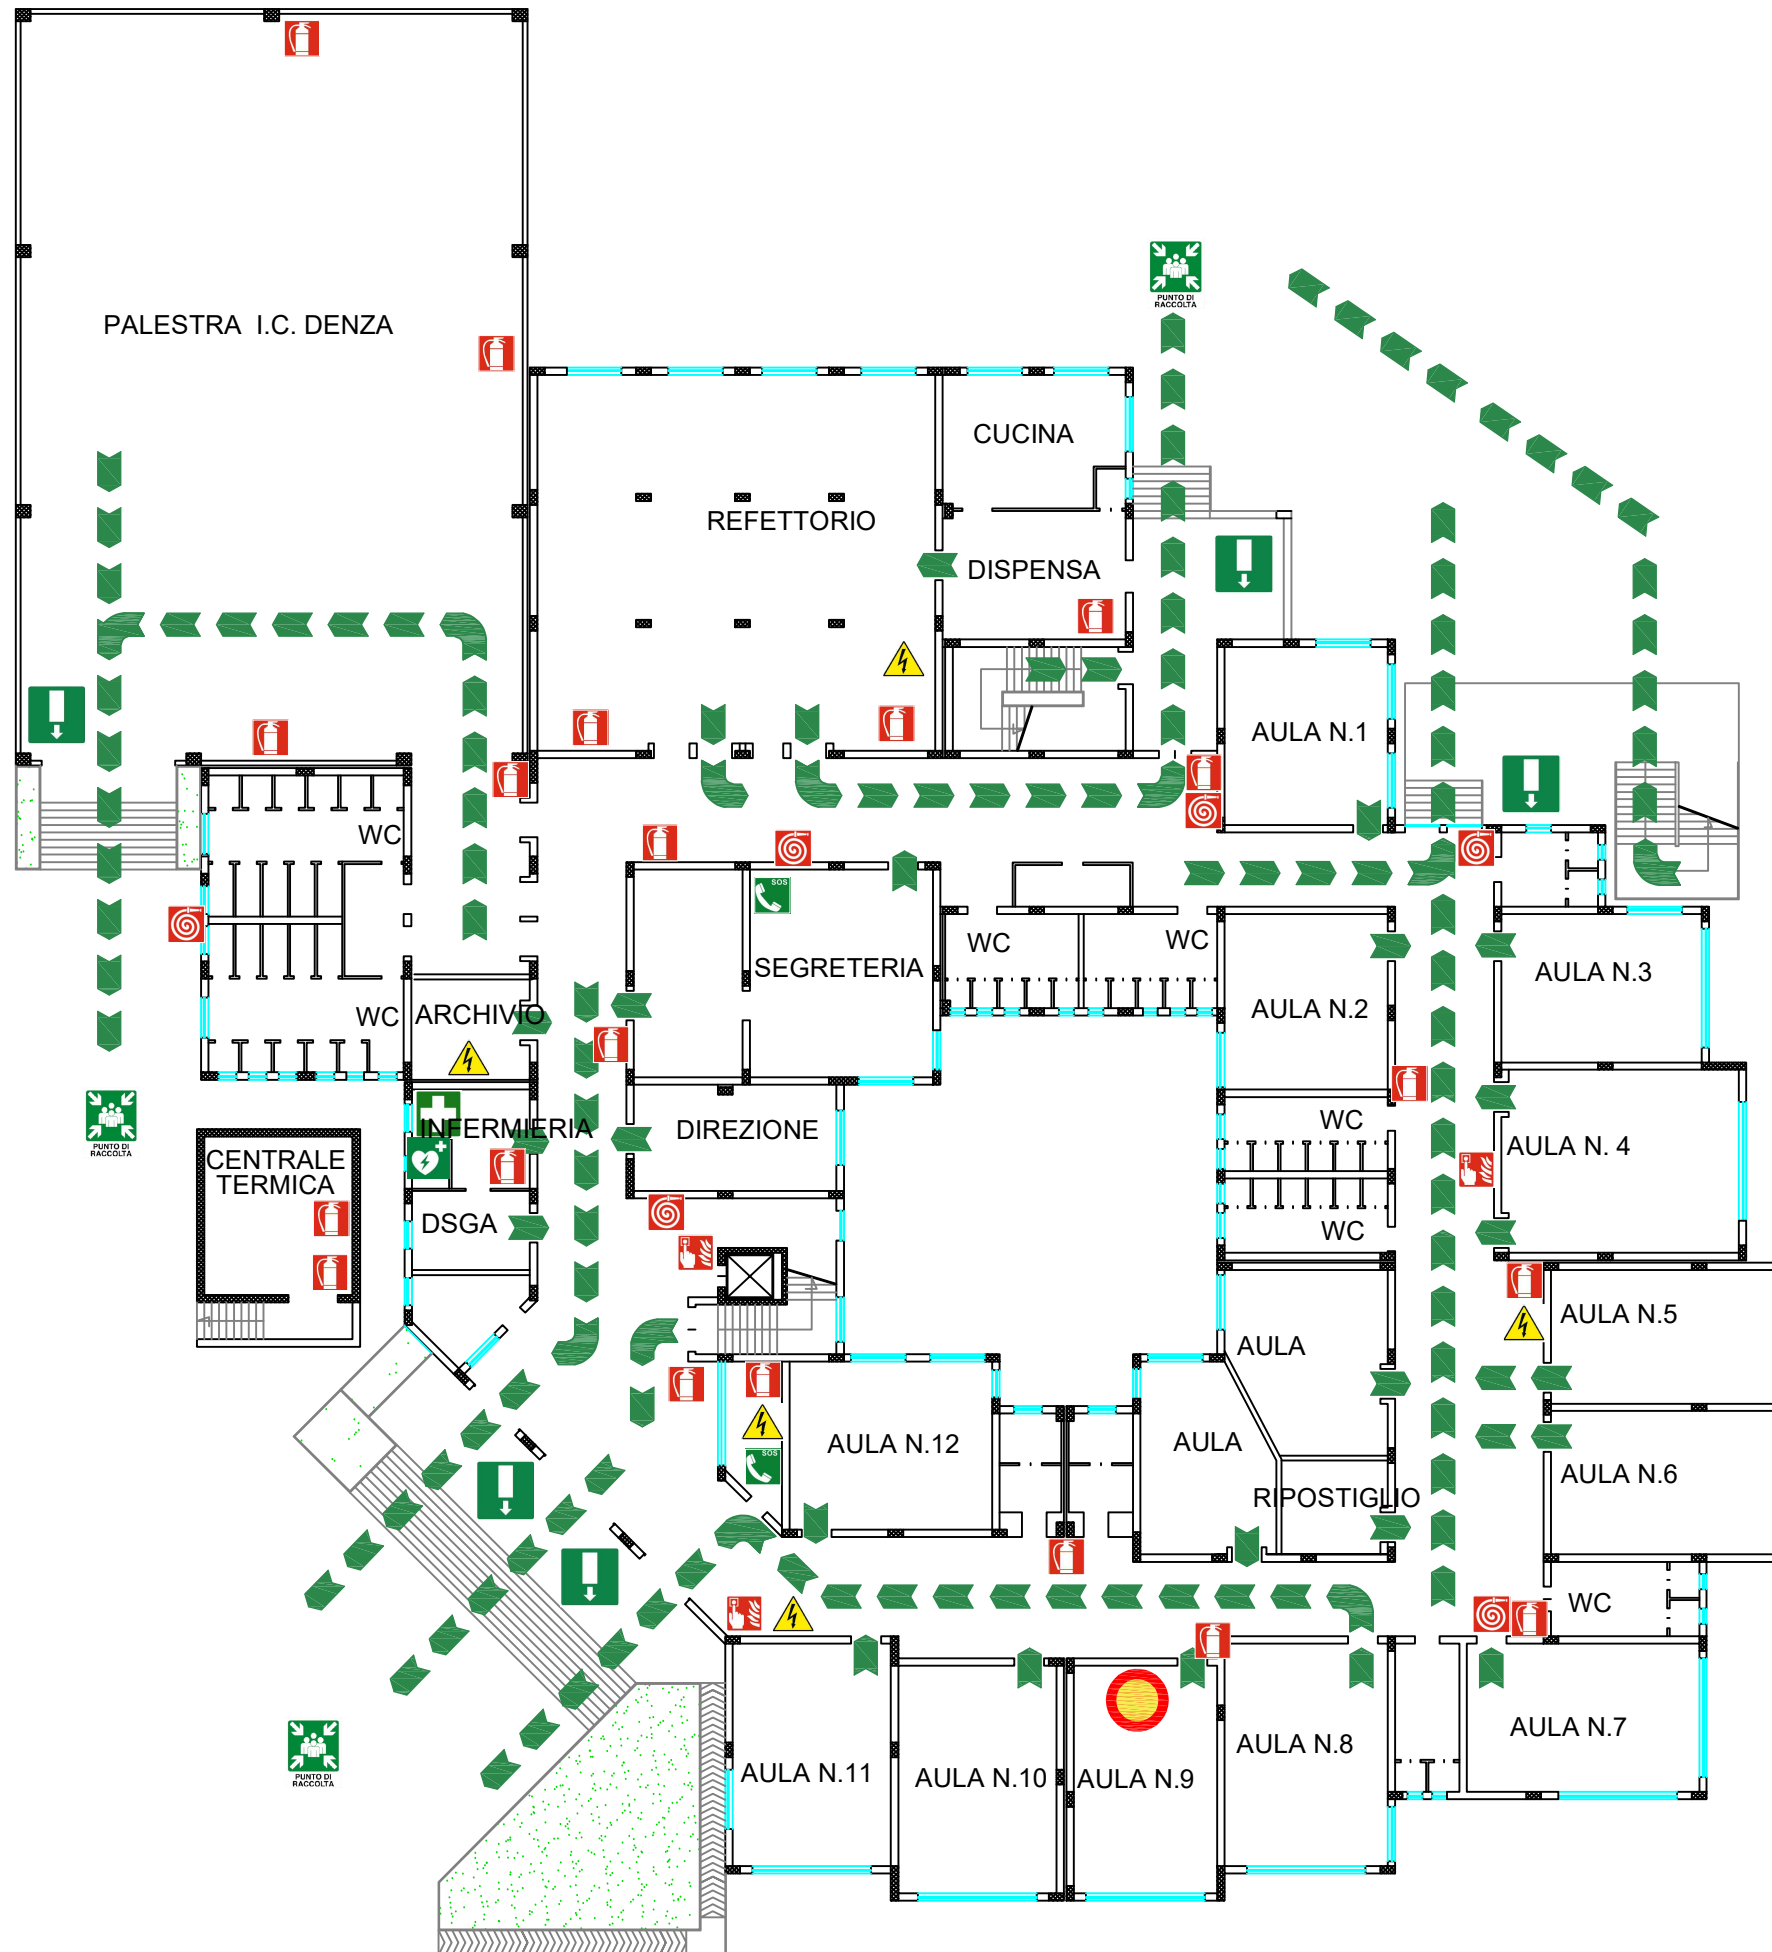 PUNTO DI
RACCOLTA
PALESTRA I.C. DENZA
CUCINA
REFETTORIO
DISPENSA
AULA N.1
WC
SOS
SEGRETERIA
WC
WC
AULA N.3
AULA N.2
WC
ARCHIVIO
PUNTO DI
RACCOLTA
INFERMIERIA
DIREZIONE
WC
AULA N. 4
CENTRALE
TERMICA
DSGA
WC
AULA N.5
AULA
AULA N.12
AULA
SOS
AULA N.6
RIPOSTIGLIO
WC
AULA N.7
AULA N.8
PUNTO DI
RACCOLTA
AULA N.11
AULA N.10
AULA N.9